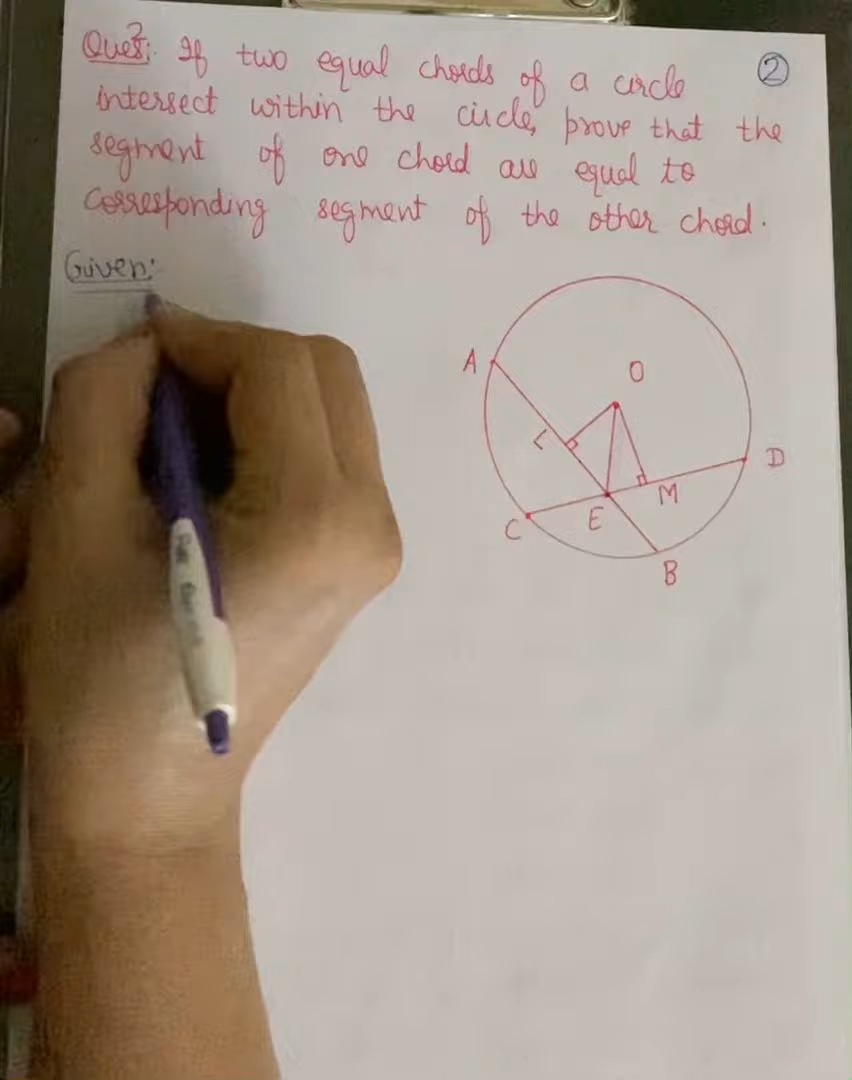 Ques:. If two equal chords of a circle
②
intersect within the circle, prove that the
segment of one chord are equal to
corresponding segment of the other chord.
Given:
A
O
L
D
M
E
C
B